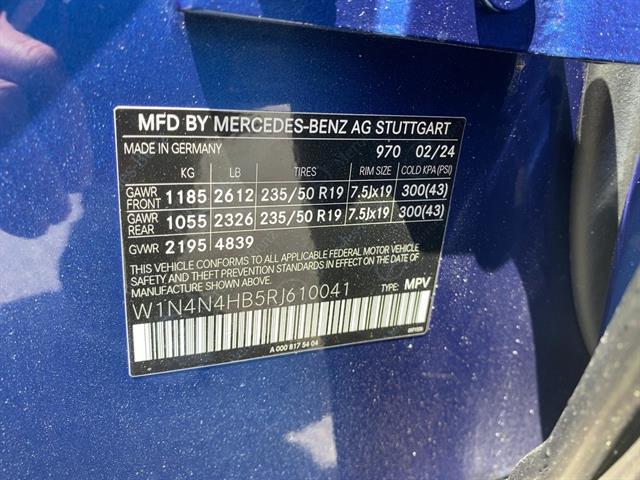 MFD BY MERCEDES-BENZ AG STUTTGART
MADE IN GERMANY 970 02/24
KG LB TIRES RIM SIZE COLD KPA (PSI)
GAWR FRONT 1185 2612 235/50 R19 7.5Jx19 300(43)
GAWR REAR 1055 2326 235/50 R19 7.5Jx19 300(43)
GVWR 2195 4839
THIS VEHICLE CONFORMS TO ALL APPLICABLE FEDERAL MOTOR VEHICLE
SAFETY AND THEFT PREVENTION STANDARDS IN EFFECT ON THE DATE OF
MANUFACTURE SHOWN ABOVE.
W1N4N4HB5RJ610041 TYPE: MPV
A 000 817 54 04